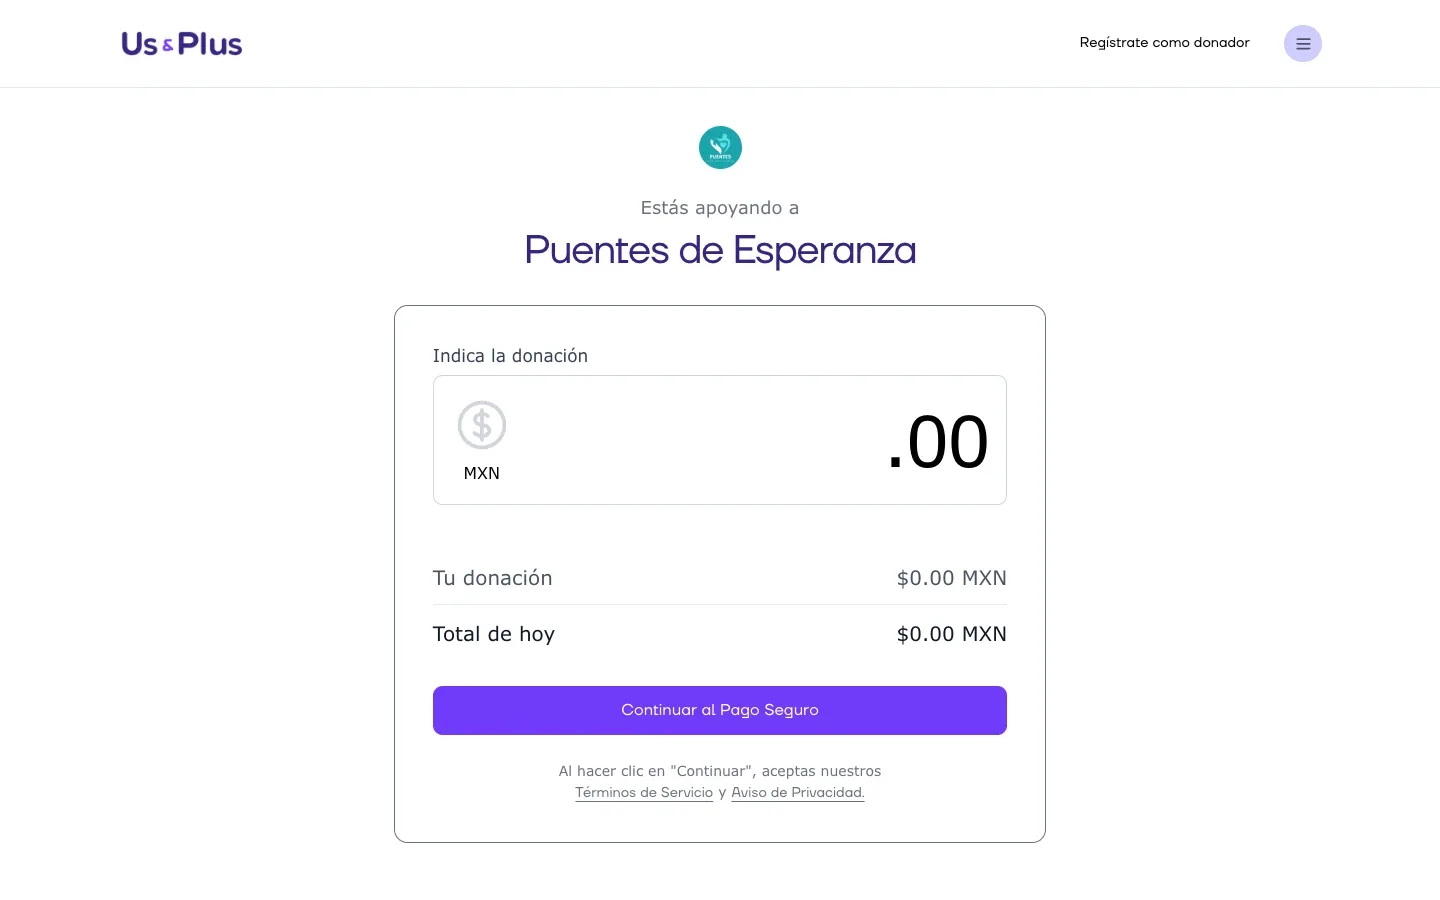 Us & Plus
Regístrate como donador
PUENTES
Estás apoyando a
Puentes de Esperanza
Indica la donación
MXN
.00
Tu donación $0.00 MXN
Total de hoy $0.00 MXN
Continuar al Pago Seguro
Al hacer clic en "Continuar", aceptas nuestros
Términos de Servicio y Aviso de Privacidad.